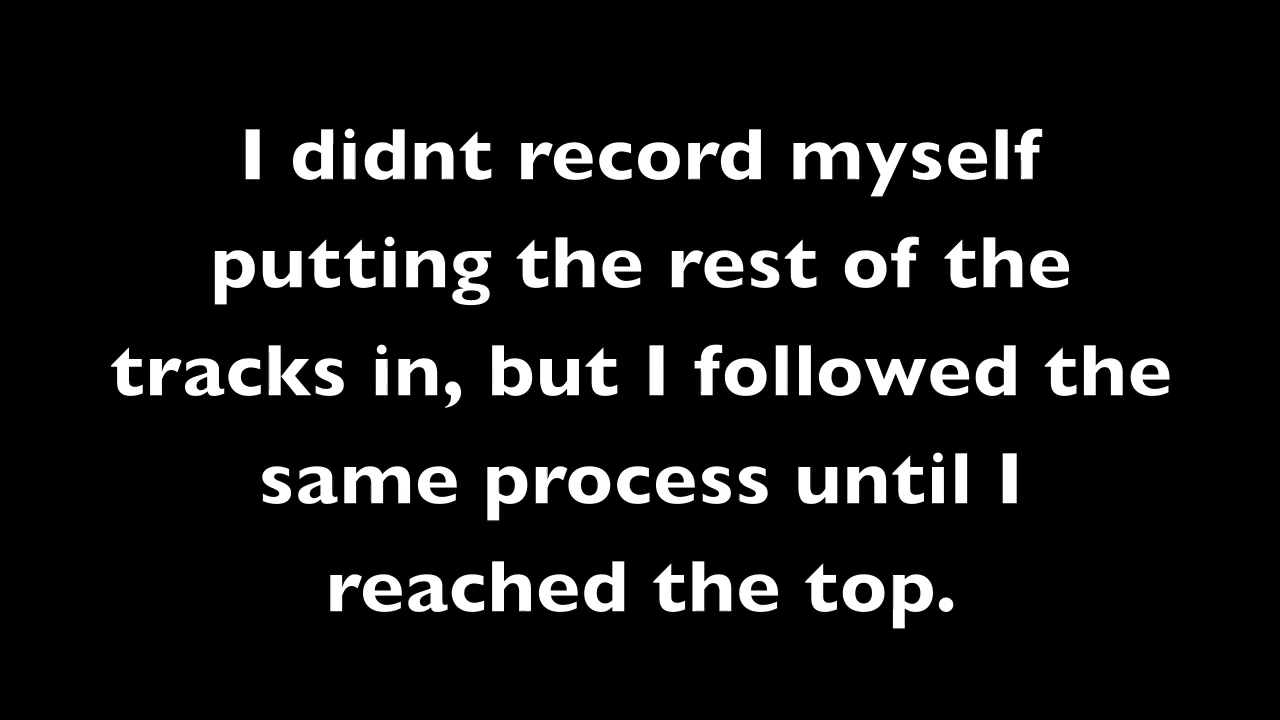 I didnt record myself
putting the rest of the
tracks in, but I followed the
same process until I
reached the top.